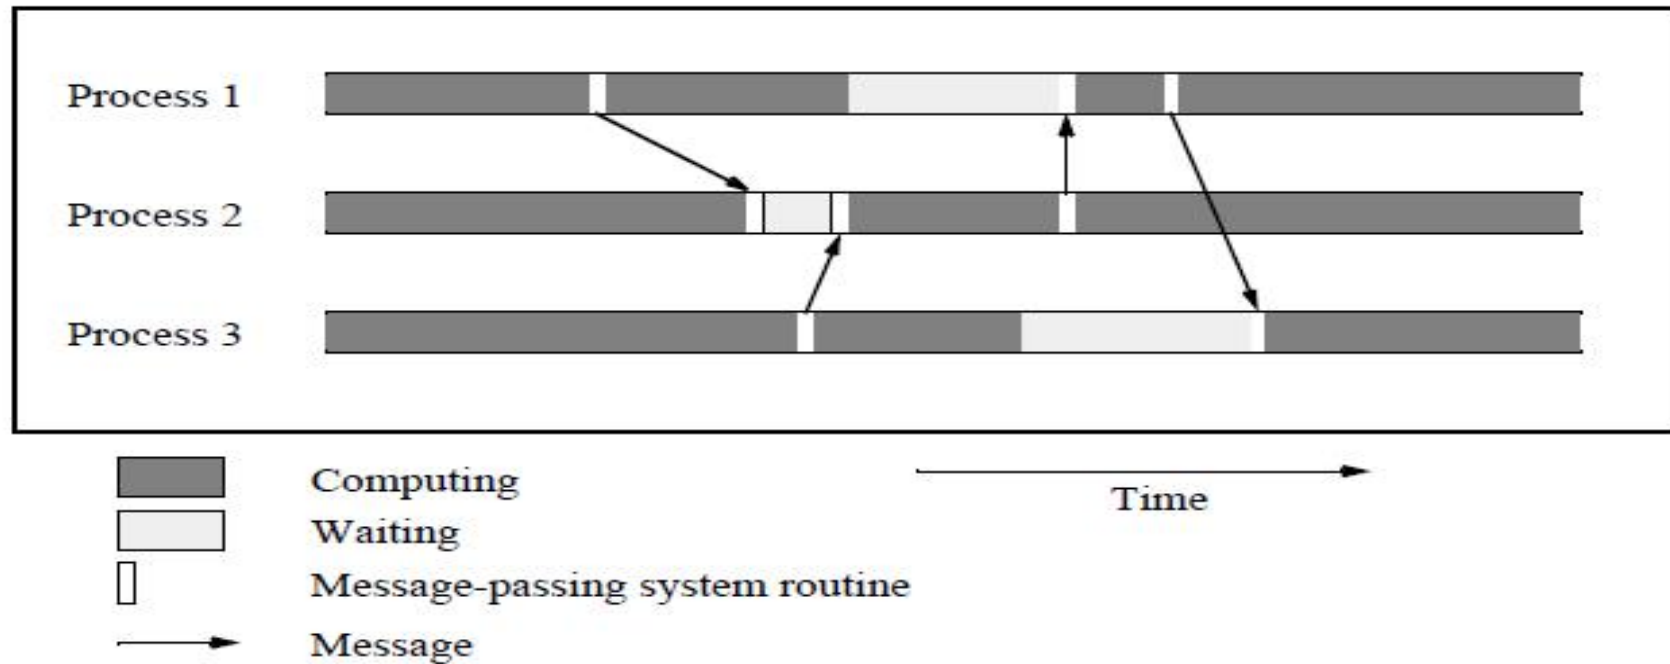 Process 1
Process 2
Process 3
Computing
Waiting
Message-passing system routine
Message
Time